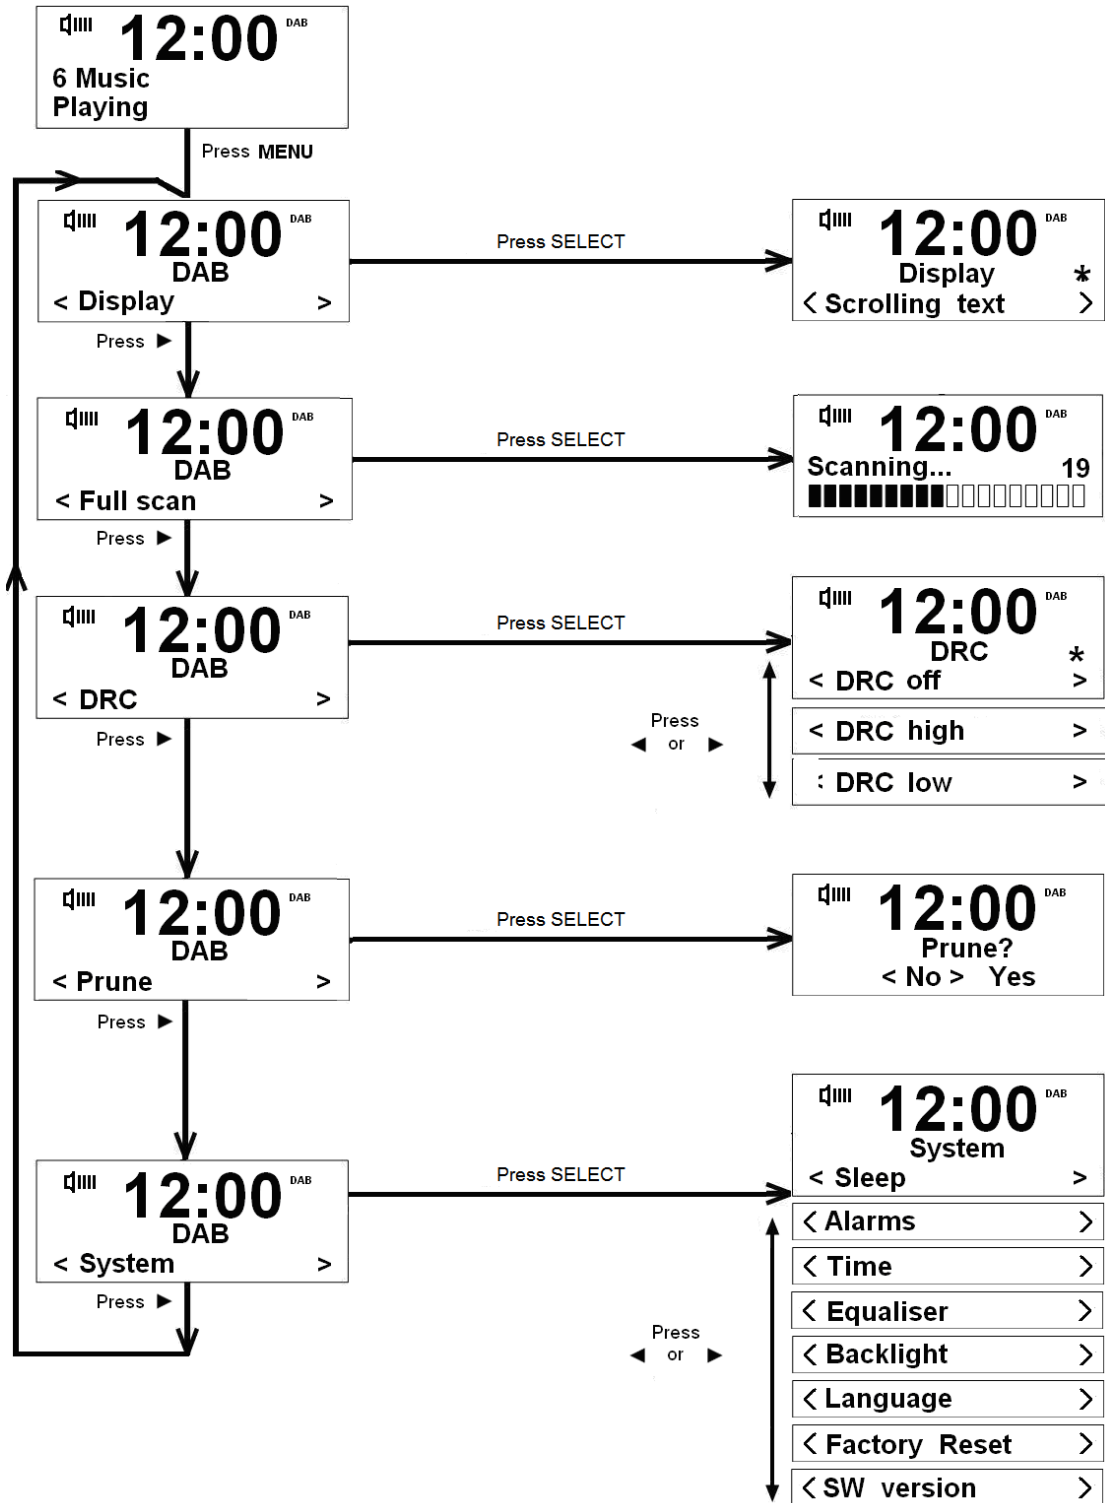 12:00 DAB
6 Music
Playing
Press MENU
12:00 DAB
DAB
< Display >
Press SELECT
12:00 DAB
Display *
< Scrolling text >
Press ►
12:00 DAB
DAB
< Full scan >
Press SELECT
12:00 DAB
Scanning... 19
Press ►
12:00 DAB
DAB
< DRC >
Press SELECT
12:00 DAB
DRC *
< DRC off >
Press ►
Press
◄ or ►
< DRC high >
: DRC low >
12:00 DAB
DAB
< Prune >
Press SELECT
12:00 DAB
Prune?
< No > Yes
Press ►
12:00 DAB
DAB
< System >
Press SELECT
12:00 DAB
System
< Sleep >
Press ►
Press
◄ or ►
< Alarms >
< Time >
< Equaliser >
< Backlight >
< Language >
< Factory Reset >
< SW version >